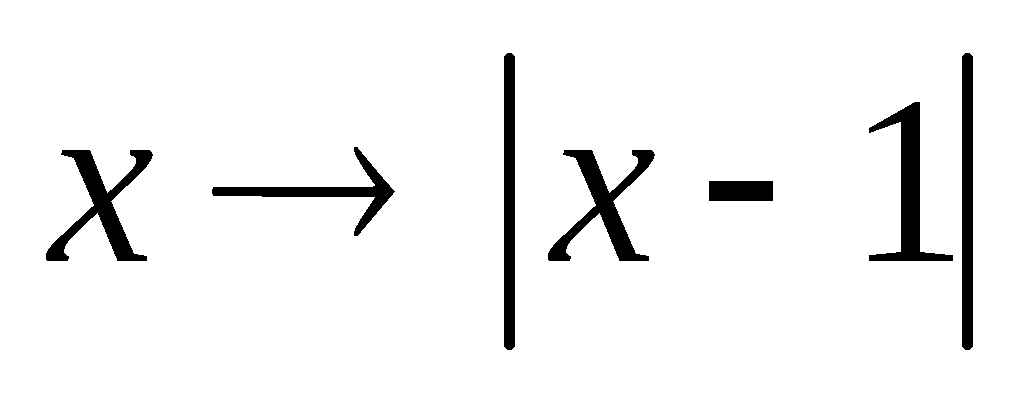 x → |x - 1|